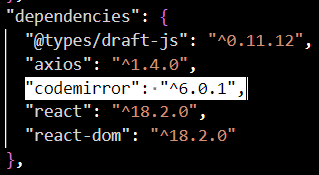 "dependencies": {
"@types/draft-js": "^0.11.12",
"axios": "^1.4.0",
"codemirror": "^6.0.1",
"react": "^18.2.0",
"react-dom": "^18.2.0"
},